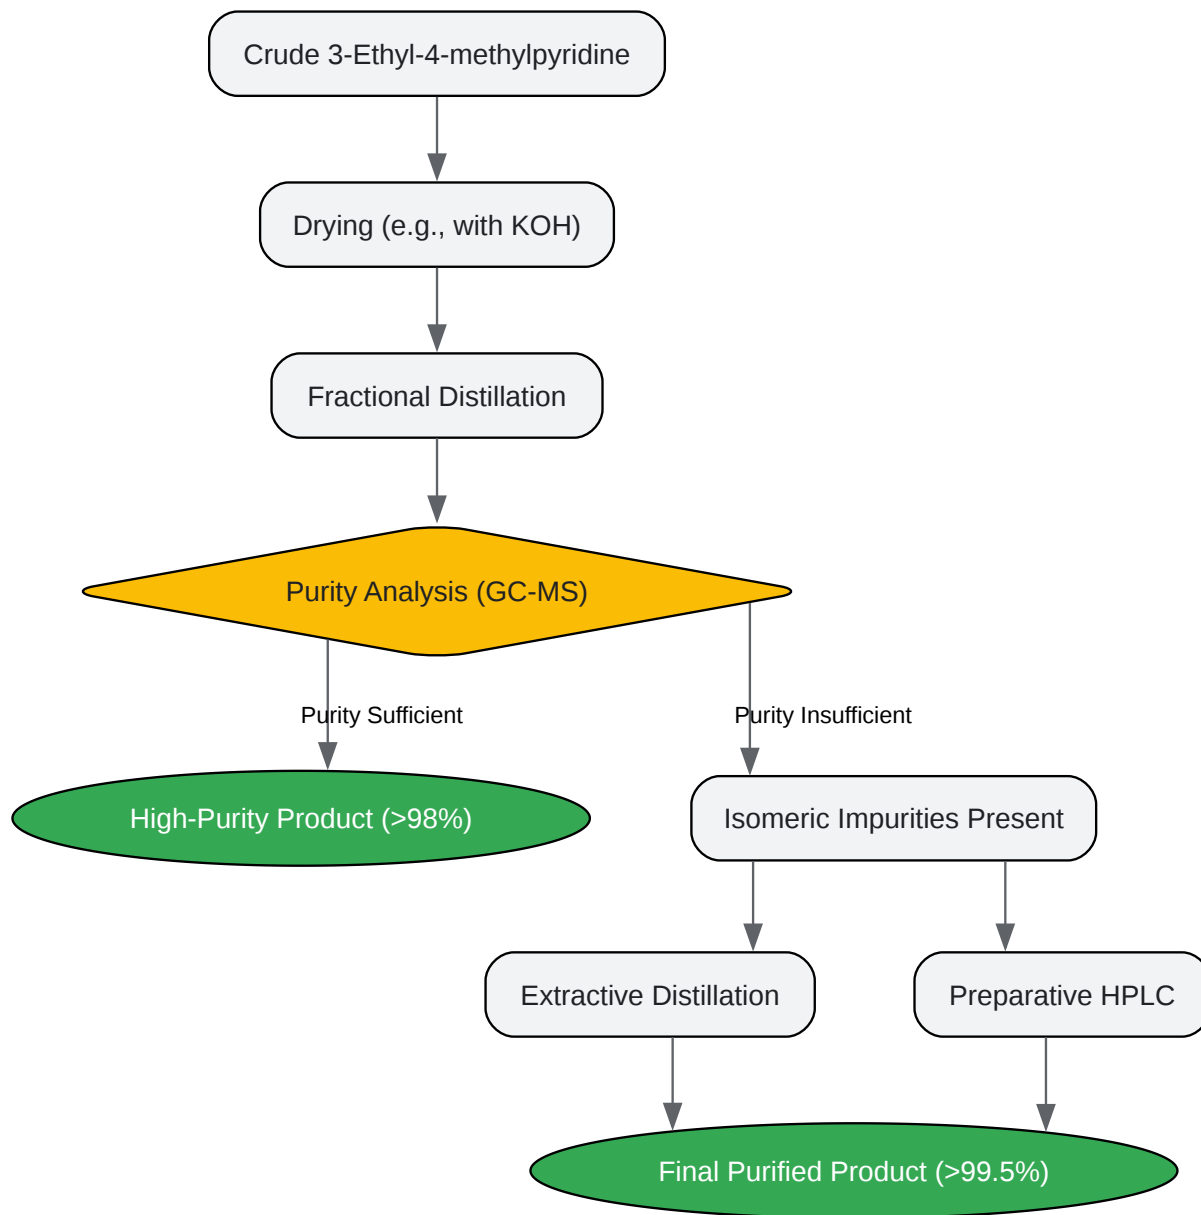 Crude 3-Ethyl-4-methylpyridine
Drying (e.g., with KOH)
Fractional Distillation
Purity Analysis (GC-MS)
Purity Sufficient
Purity Insufficient
High-Purity Product (>98%)
Isomeric Impurities Present
Extractive Distillation
Preparative HPLC
Final Purified Product (>99.5%)